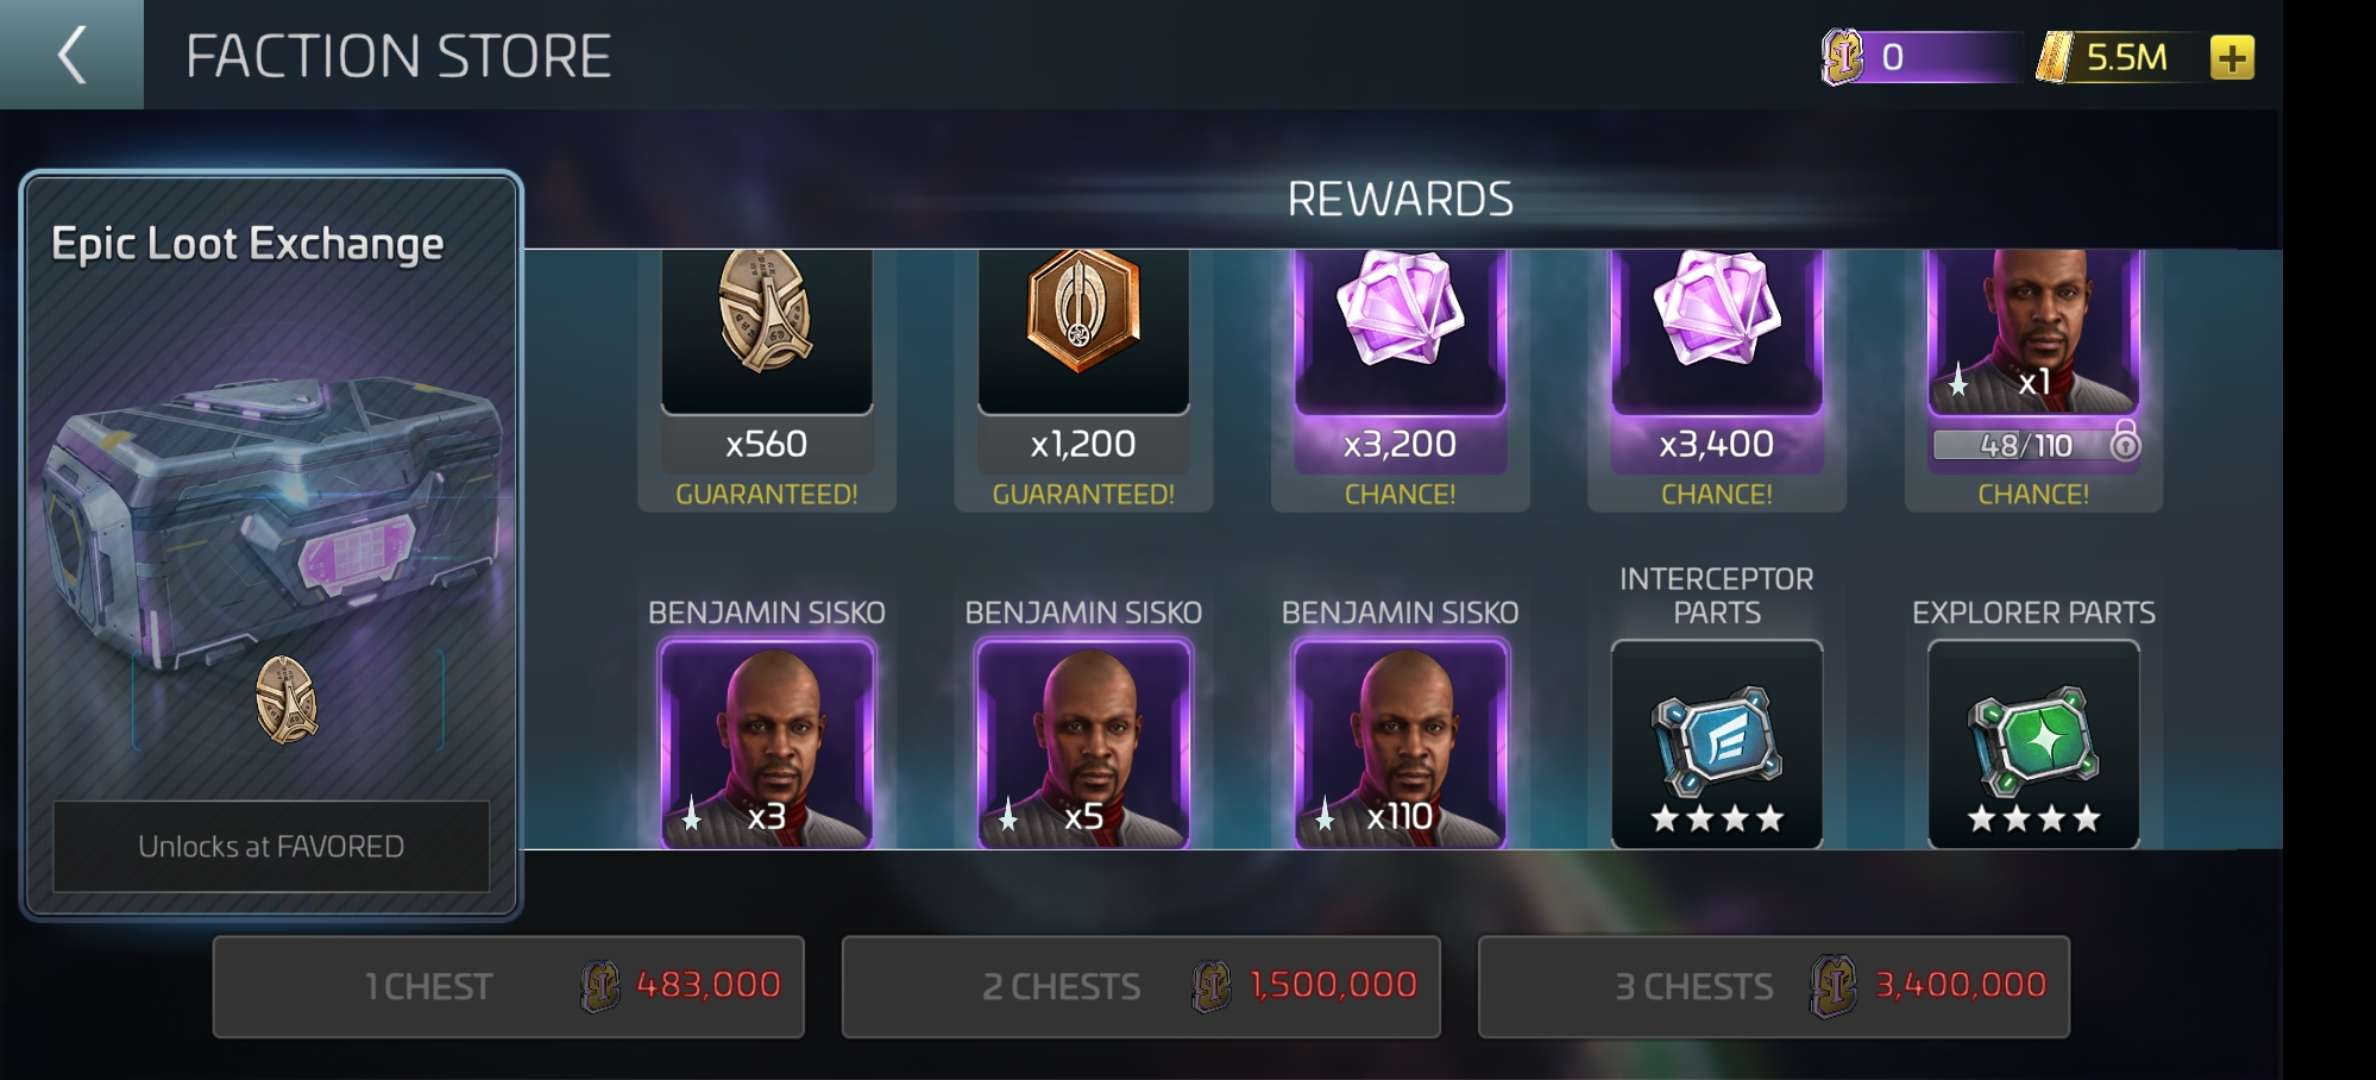 FACTION STORE
0
5.5M
Epic Loot Exchange
REWARDS
x1
x560
x1,200
x3,200
x3,400
48/110
GUARANTEED!
GUARANTEED!
CHANCE!
CHANCE!
CHANCE!
BENJAMIN SISKO
BENJAMIN SISKO
BENJAMIN SISKO
INTERCEPTOR
PARTS
EXPLORER PARTS
x3
x5
x110
Unlocks at FAVORED
1 CHEST
483,000
2 CHESTS
1,500,000
3 CHESTS
3,400,000